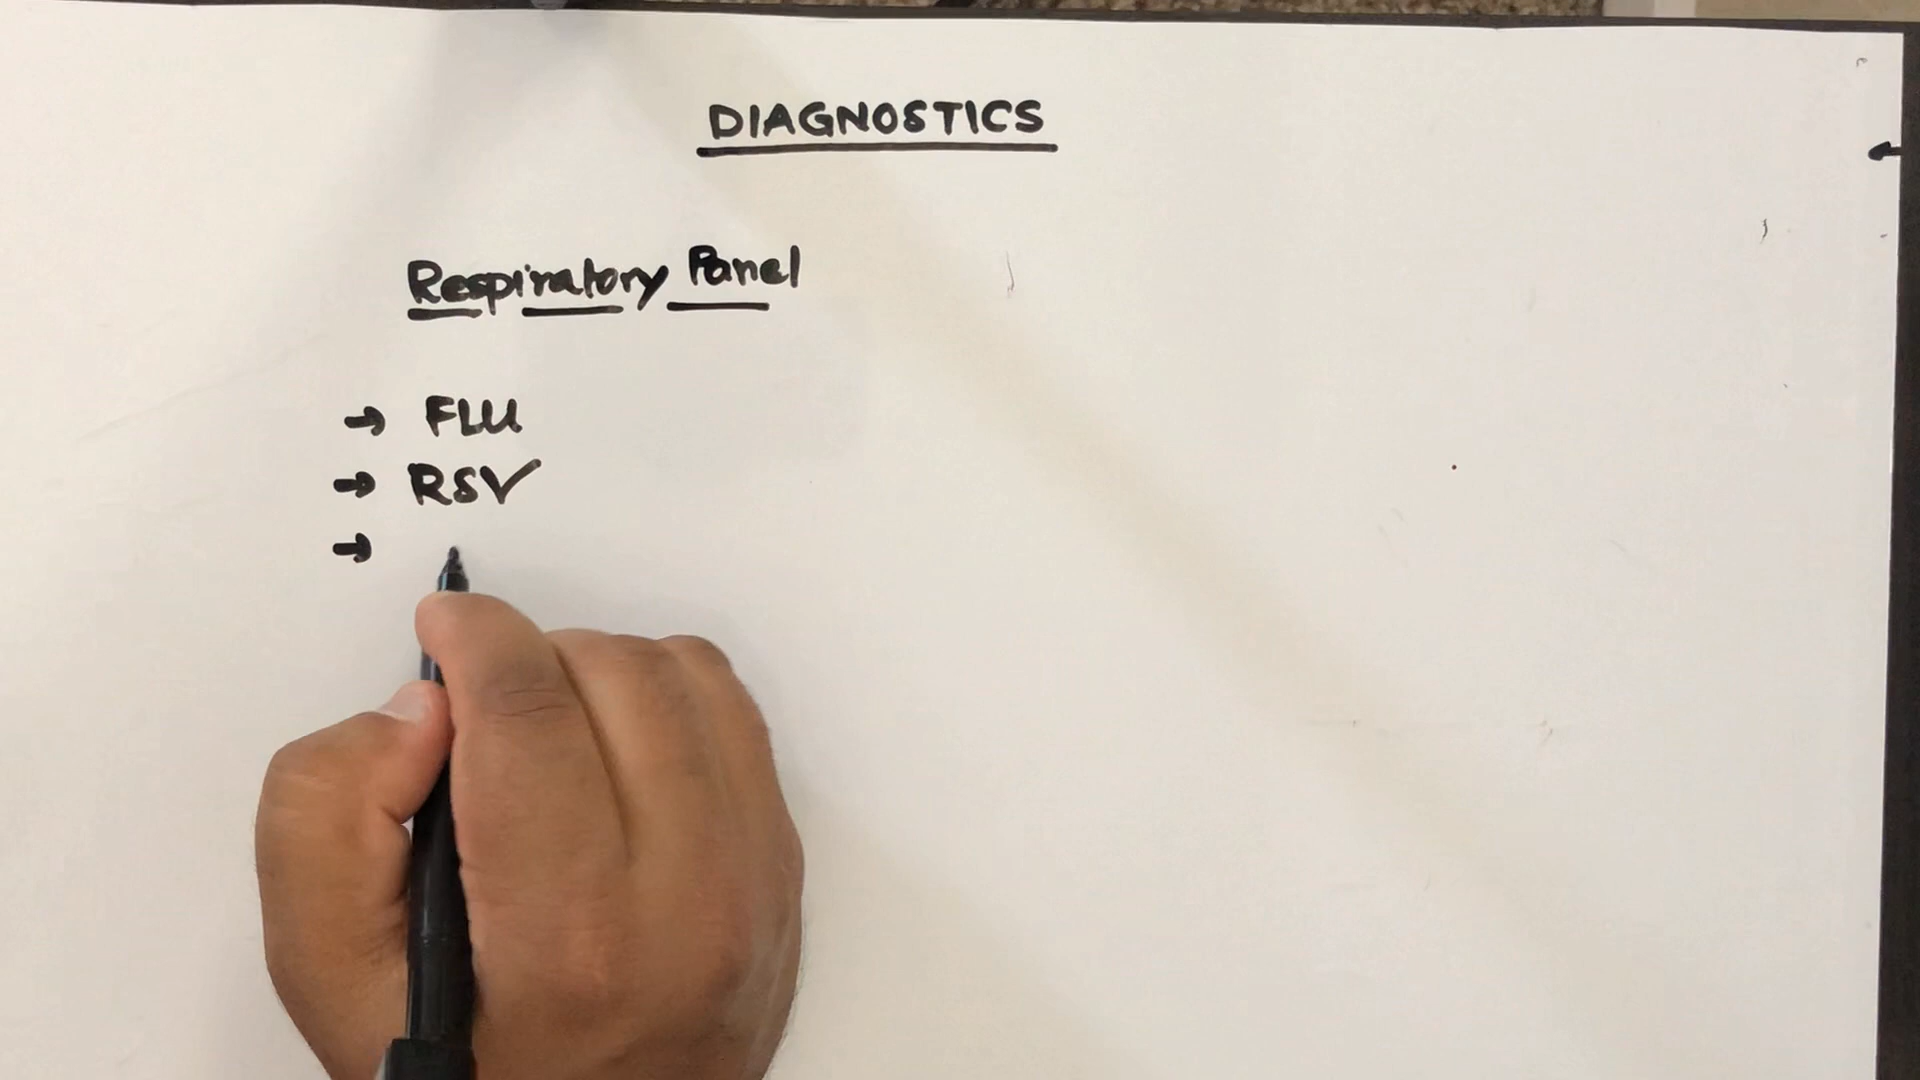 DIAGNOSTICS
Respiratory Panel
→ FLU
→ RSV
→